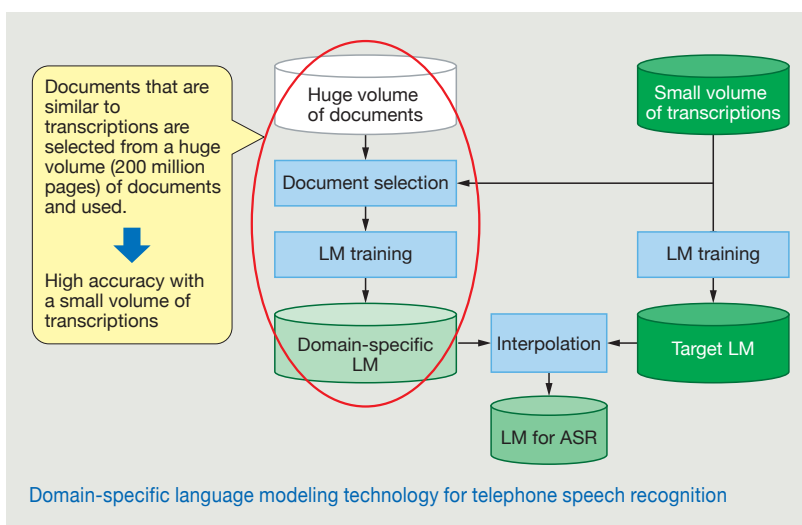 Documents that are
similar to
transcriptions are
selected from a huge
volume (200 million
pages) of documents
and used.
High accuracy with
a small volume of
transcriptions
Huge volume
of documents
Small volume
of transcriptions
Document selection
LM training
LM training
Domain-specific
LM
Interpolation
Target LM
LM for ASR
Domain-specific language modeling technology for telephone speech recognition